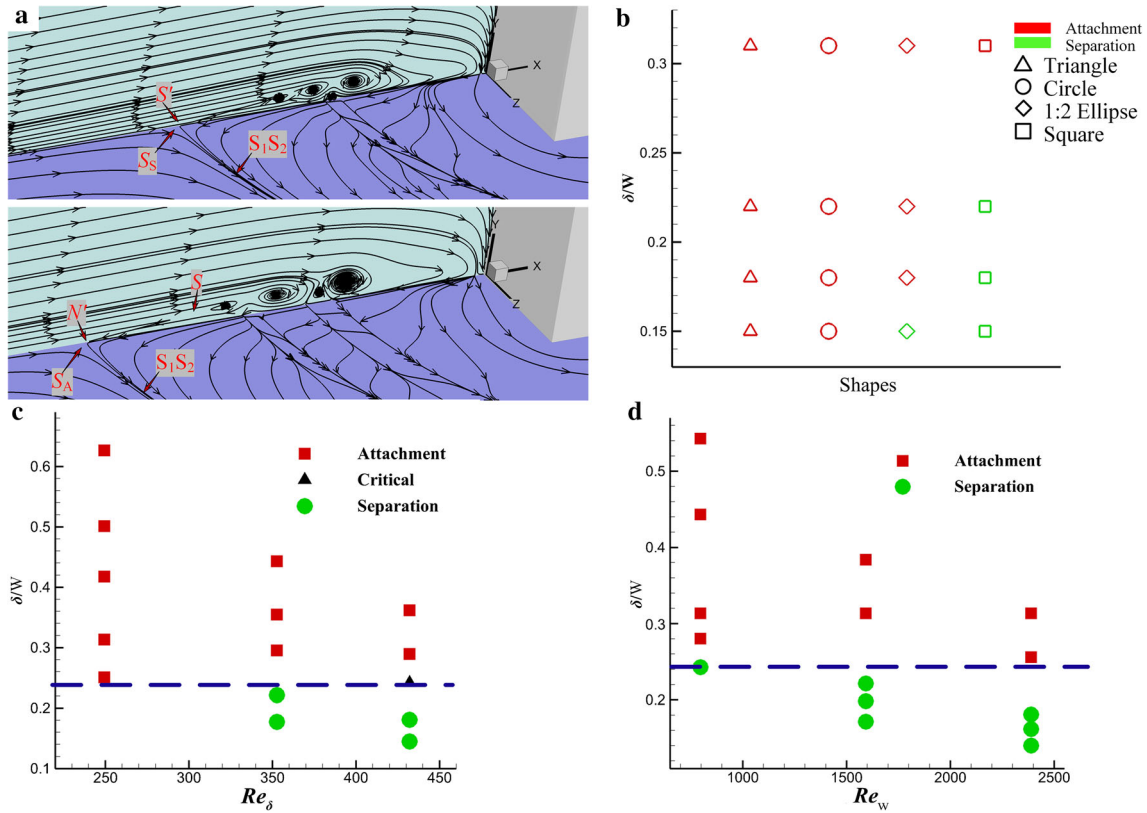 a
S′
S_S
S₁S₂
X
Z
S
N′
S_A
S₁S₂
Y
X
Z
b
Attachment
Separation
Triangle
Circle
1:2 Ellipse
Square
δ/W
0.3
0.25
0.2
0.15
Shapes
c
Attachment
Critical
Separation
δ/W
0.6
0.5
0.4
0.3
0.2
0.1
250 300 350 400 450
Re_δ
d
Attachment
Separation
δ/W
0.5
0.4
0.3
0.2
1000 1500 2000 2500
Re_W